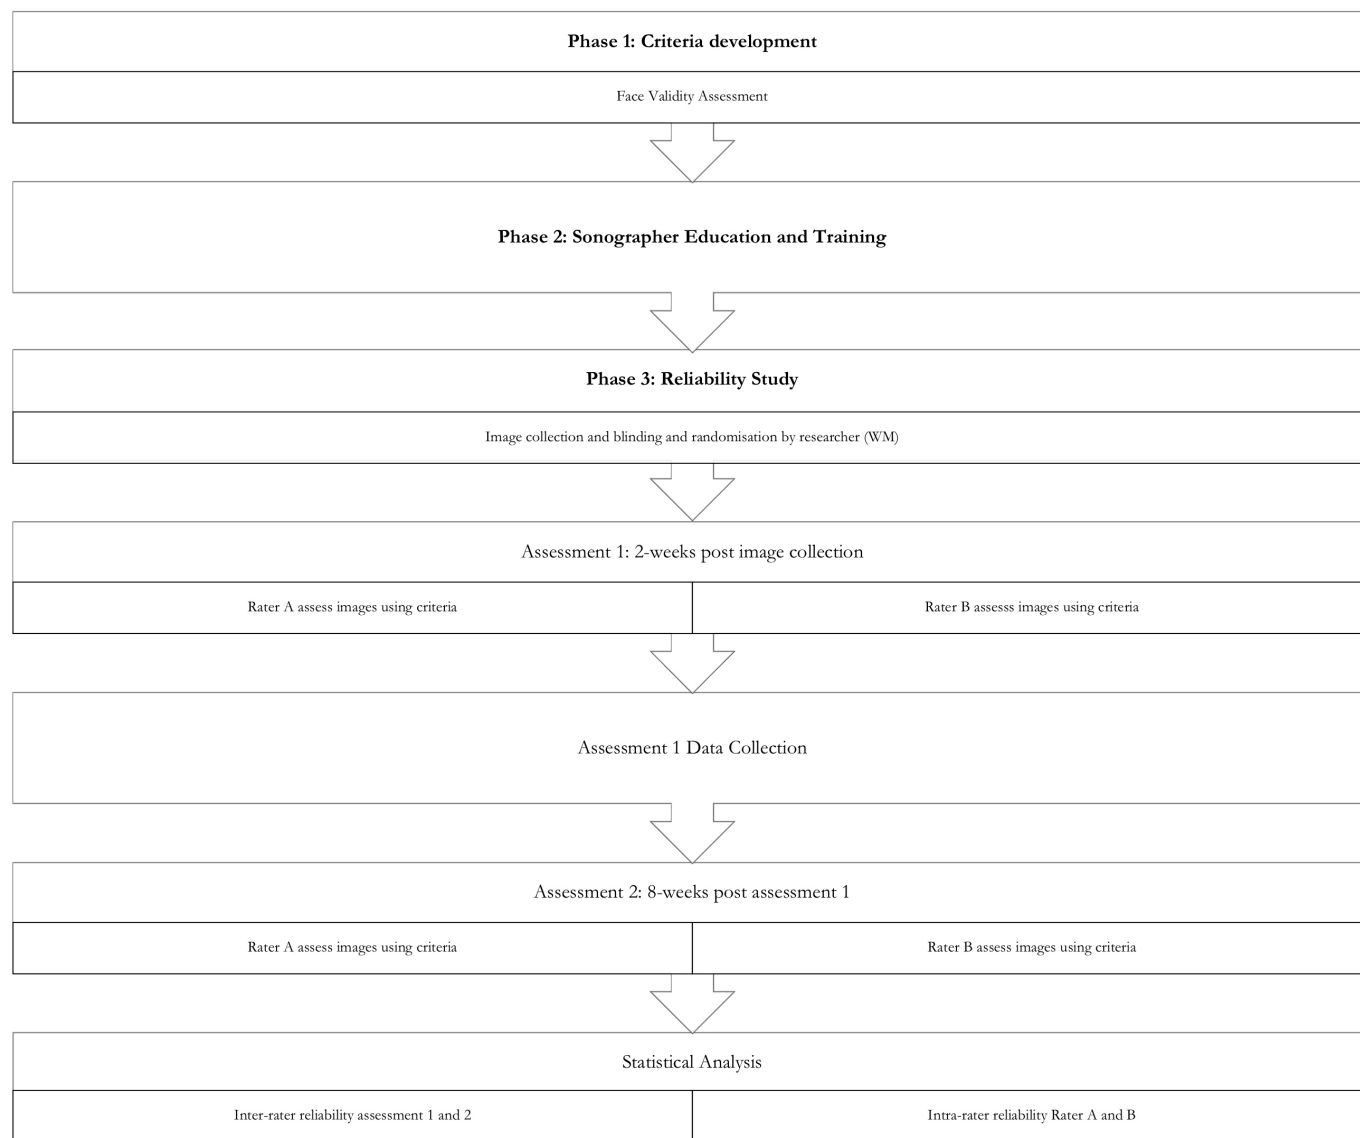 Phase 1: Criteria development
Face Validity Assessment
Phase 2: Sonographer Education and Training
Phase 3: Reliability Study
Image collection and blinding and randomisation by researcher (WM)
Assessment 1: 2-weeks post image collection
Rater A assess images using criteria
Rater B assesss images using criteria
Assessment 1 Data Collection
Assessment 2: 8-weeks post assessment 1
Rater A assess images using criteria
Rater B assess images using criteria
Statistical Analysis
Inter-rater reliability assessment 1 and 2
Intra-rater reliability Rater A and B